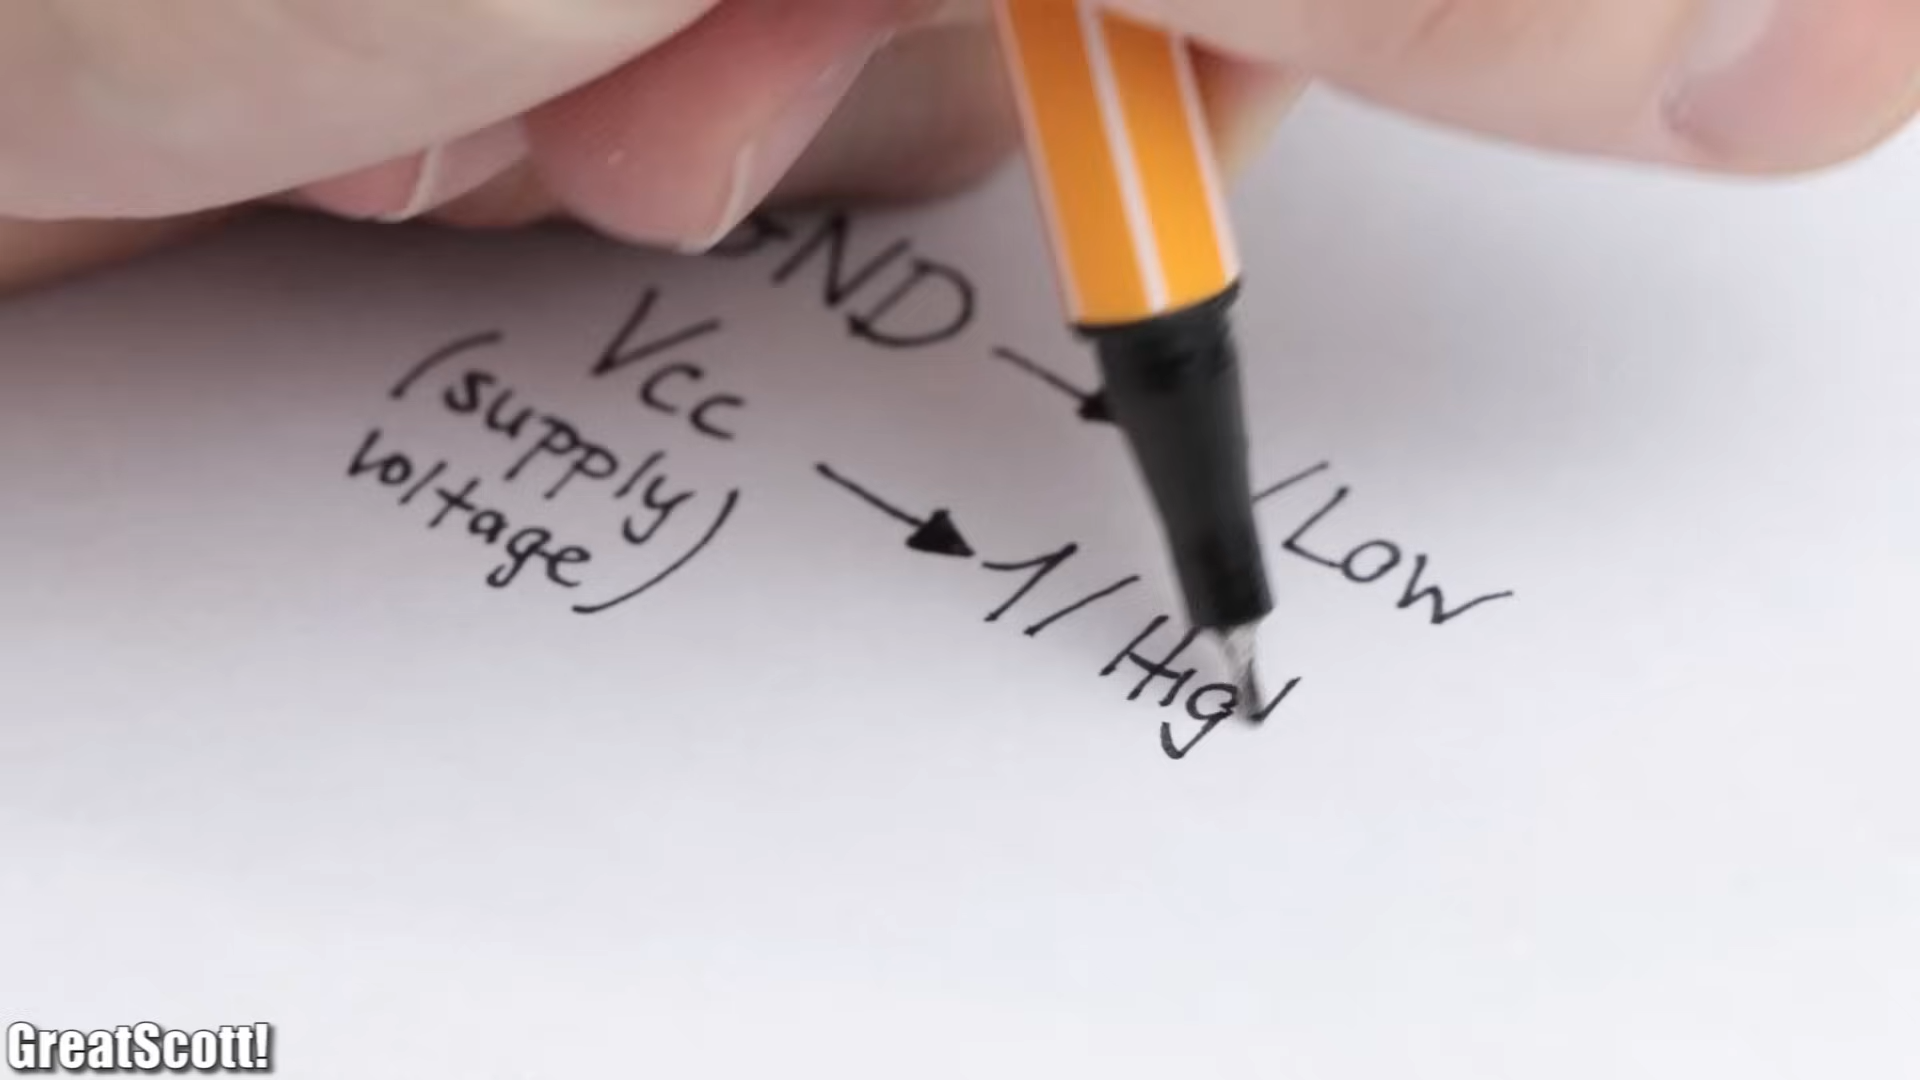 GND
/Low
Vcc
(supply
voltage)
1/Hig
GreatScott!